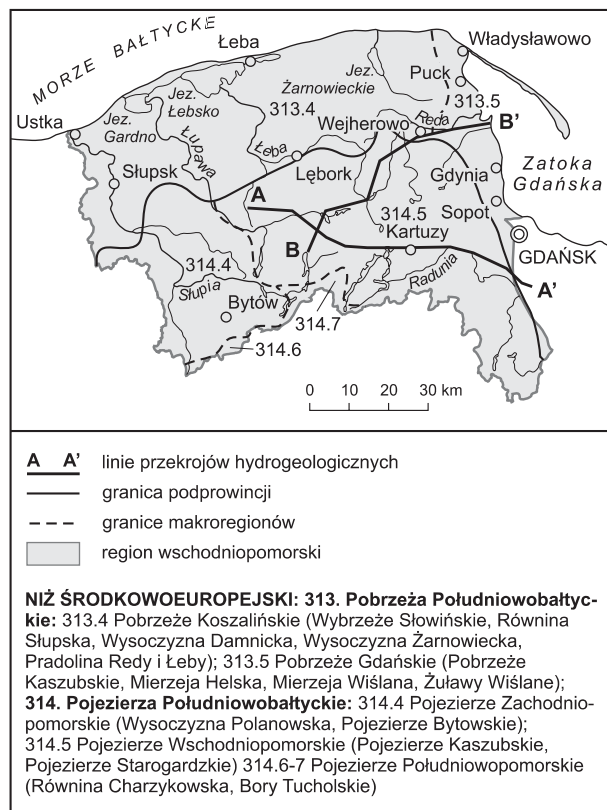 MORZE BAŁTYCKE
Łeba
Władysławowo
Jez.
Żarnowieckie
Puck
Jez.
Łebsko
313.4
313.5
Ustka
Jez.
Gardno
Wejherowo
Reda
B'
Łupawa
Łeba
Zatoka
Gdańska
Słupsk
Lębork
Gdynia
A
314.5
Sopot
Kartuzy
GDAŃSK
B
314.4
Radunia
A'
Słupia
Bytów
314.7
314.6
0 10 20 30 km
A A' linie przekrojów hydrogeologicznych
granica podprowincji
granice makroregionów
region wschodniopomorski
NIŻ ŚRODKOWOEUROPEJSKI: 313. Pobrzeża Południowobałtyc-
kie: 313.4 Pobrzeże Koszalińskie (Wybrzeże Słowińskie, Równina
Słupska, Wysoczyzna Damnicka, Wysoczyzna Żarnowiecka,
Pradolina Redy i Łeby); 313.5 Pobrzeże Gdańskie (Pobrzeże
Kaszubskie, Mierzeja Helska, Mierzeja Wiślana, Żuławy Wiślane);
314. Pojezierza Południowobałtyckie: 314.4 Pojezierze Zachodnio-
pomorskie (Wysoczyzna Polanowska, Pojezierze Bytowskie);
314.5 Pojezierze Wschodniopomorskie (Pojezierze Kaszubskie,
Pojezierze Starogardzkie) 314.6-7 Pojezierze Południowopomorskie
(Równina Charzykowska, Bory Tucholskie)